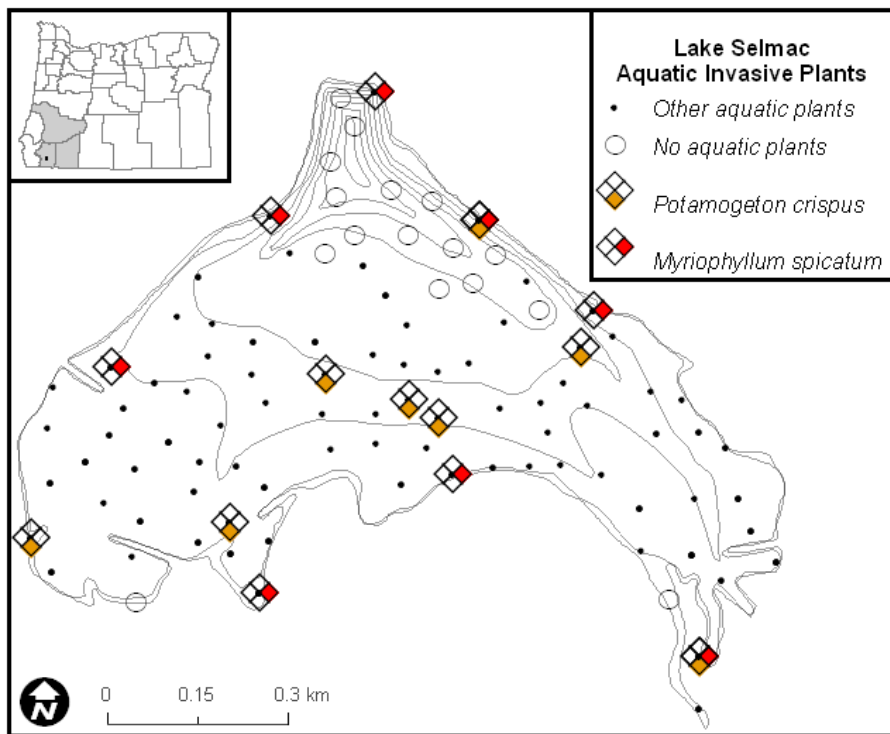 Lake Selmac
Aquatic Invasive Plants
Other aquatic plants
No aquatic plants
Potamogeton crispus
Myriophyllum spicatum
N
0 0.15 0.3 km